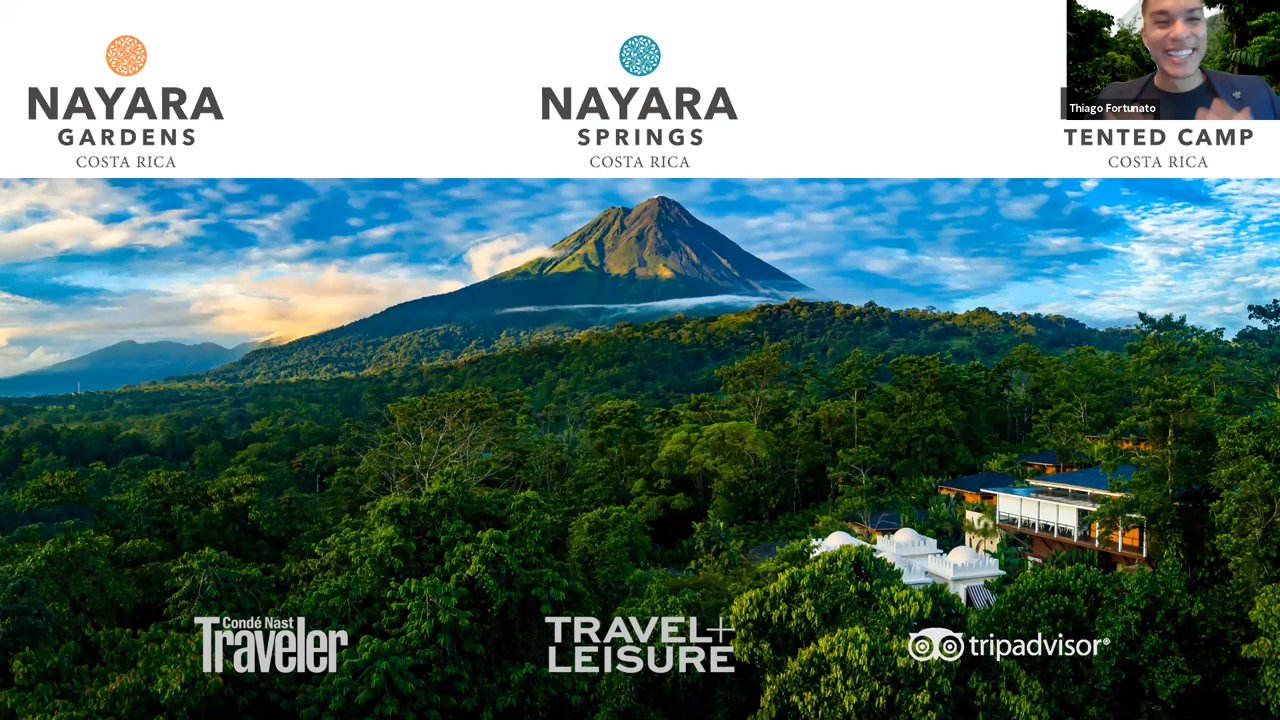 NAYARA
GARDENS
COSTA RICA
NAYARA
SPRINGS
COSTA RICA
Thiago Fortunato
TENTED CAMP
COSTA RICA
Condé Nast
Traveler
TRAVEL+
LEISURE
tripadvisor®